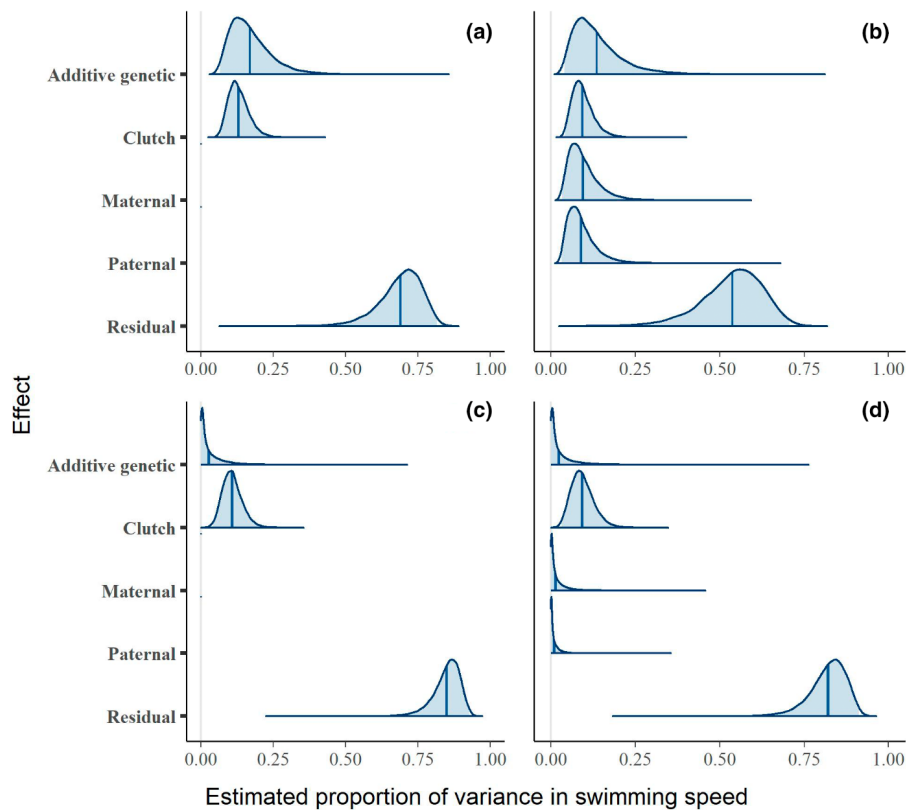 (a)
(b)
Additive genetic
Clutch
Maternal
Paternal
Residual
0.00 0.25 0.50 0.75 1.00
0.00 0.25 0.50 0.75 1.00
Effect
(c)
(d)
Additive genetic
Clutch
Maternal
Paternal
Residual
0.00 0.25 0.50 0.75 1.00
0.00 0.25 0.50 0.75 1.00
Estimated proportion of variance in swimming speed